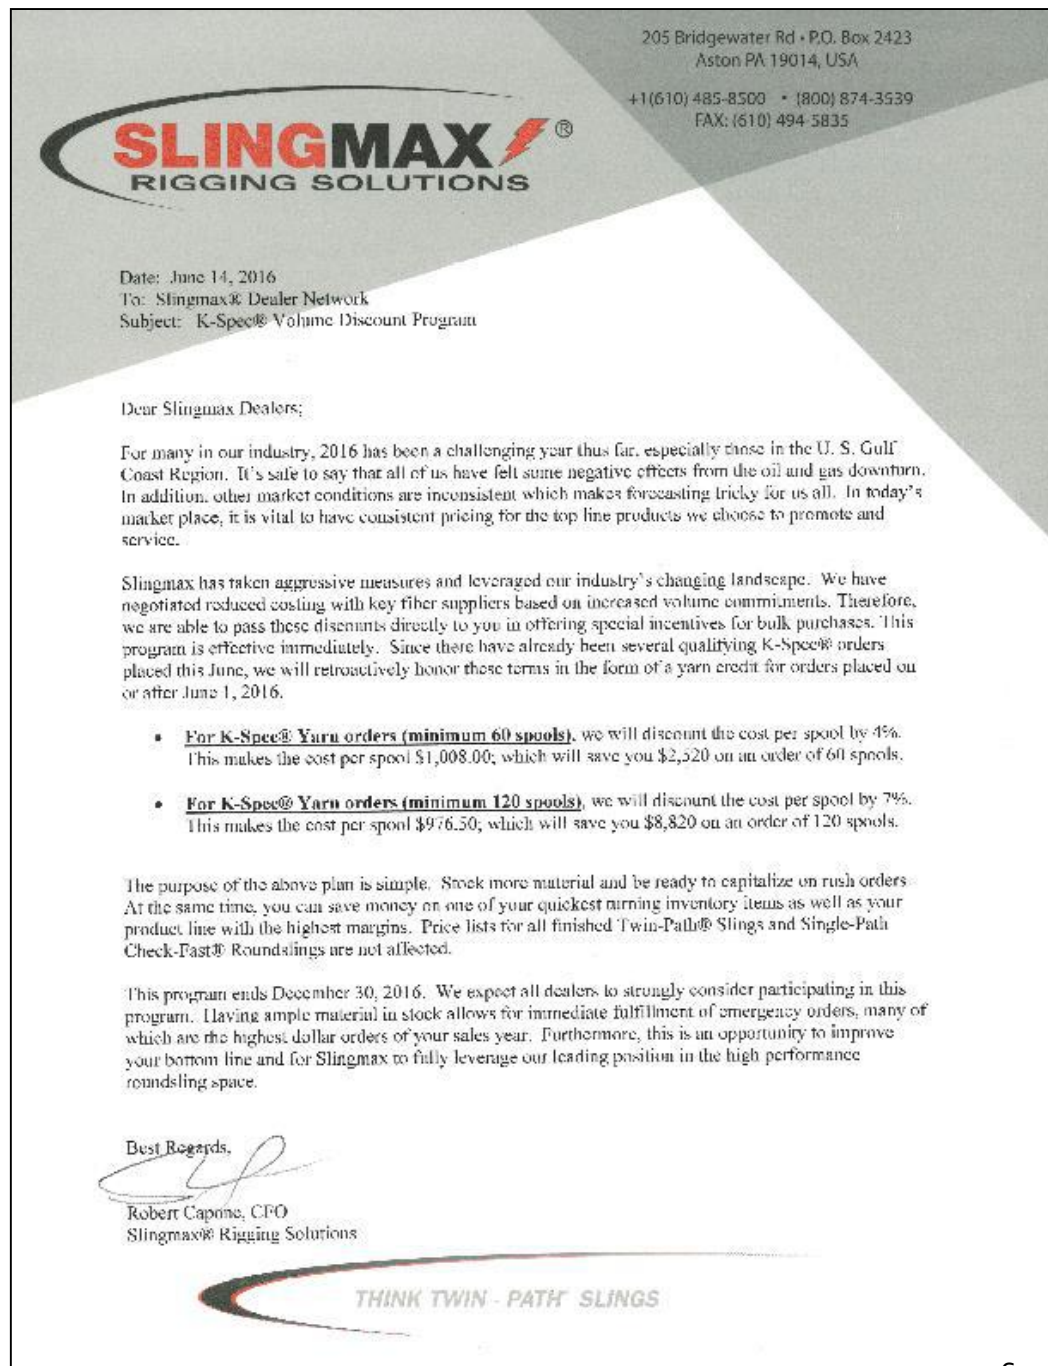 205 Bridgewater Rd • P.O. Box 2423
Aston PA 19014, USA
+1(610) 485-8500 • (800) 874-3539
FAX: (610) 494-5835
SLINGMAX®
RIGGING SOLUTIONS
Date: June 14, 2016
To: Slingmax® Dealer Network
Subject: K-Spec® Volume Discount Program
Dear Slingmax Dealers;
For many in our industry, 2016 has been a challenging year thus far, especially those in the U. S. Gulf
Coast Region. It's safe to say that all of us have felt some negative effects from the oil and gas downturn.
In addition, other market conditions are inconsistent which makes forecasting tricky for us all. In today's
market place, it is vital to have consistent pricing for the top line products we choose to promote and
service.
Slingmax has taken aggressive measures and leveraged our industry's changing landscape. We have
negotiated reduced costing with key fiber suppliers based on increased volume commitments. Therefore,
we are able to pass these discounts directly to you in offering special incentives for bulk purchases. This
program is effective immediately. Since there have already been several qualifying K-Spec® orders
placed this June, we will retroactively honor these terms in the form of a yarn credit for orders placed on
or after June 1, 2016.
• For K-Spec® Yarn orders (minimum 60 spools), we will discount the cost per spool by 4%.
This makes the cost per spool $1,008.00; which will save you $2,520 on an order of 60 spools.
• For K-Spec® Yarn orders (minimum 120 spools), we will discount the cost per spool by 7%.
This makes the cost per spool $976.50; which will save you $8,820 on an order of 120 spools.
The purpose of the above plan is simple. Stock more material and be ready to capitalize on rush orders
At the same time, you can save money on one of your quickest turning inventory items as well as your
product line with the highest margins. Price lists for all finished Twin-Path® Slings and Single-Path
Check-Fast® Roundslings are not affected.
This program ends December 30, 2016. We expect all dealers to strongly consider participating in this
program. Having ample material in stock allows for immediate fulfillment of emergency orders, many of
which are the highest dollar orders of your sales year. Furthermore, this is an opportunity to improve
your bottom line and for Slingmax to fully leverage our leading position in the high performance
roundsling space.
Best Regards,
Robert Capone, CFO
Slingmax® Rigging Solutions
THINK TWIN - PATH® SLINGS